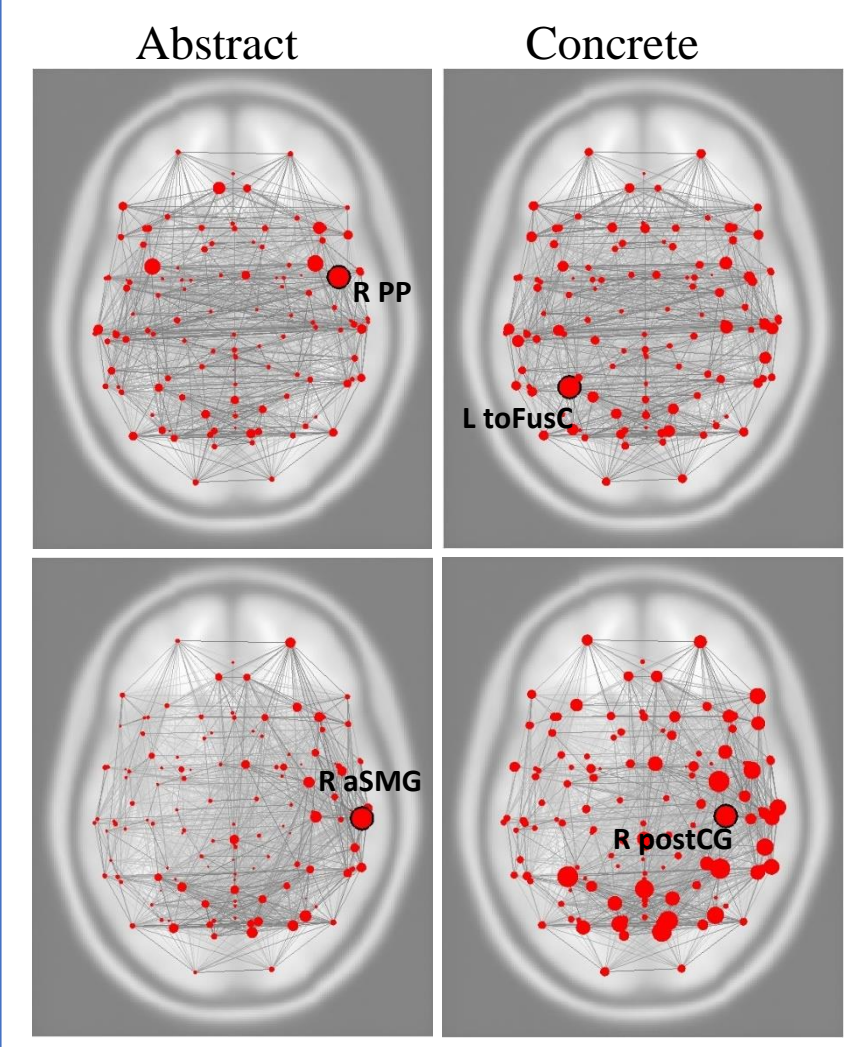 Abstract
Concrete
R PP
L toFusC
R aSMG
R postCG